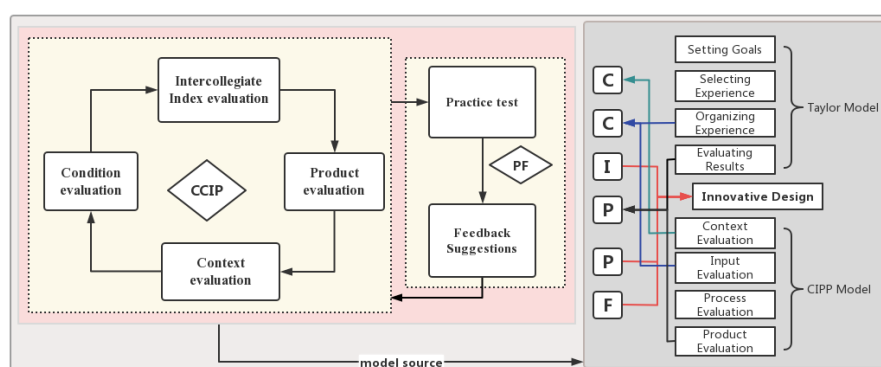 Intercollegiate
Index evaluation
Condition
evaluation
CCIP
Product
evaluation
Context
evaluation
Practice test
PF
Feedback
Suggestions
model source
C
C
I
P
P
F
Setting Goals
Selecting
Experience
Organizing
Experience
Evaluating
Results
Taylor Model
Innovative Design
Context
Evaluation
Input
Evaluation
Process
Evaluation
Product
Evaluation
CIPP Model